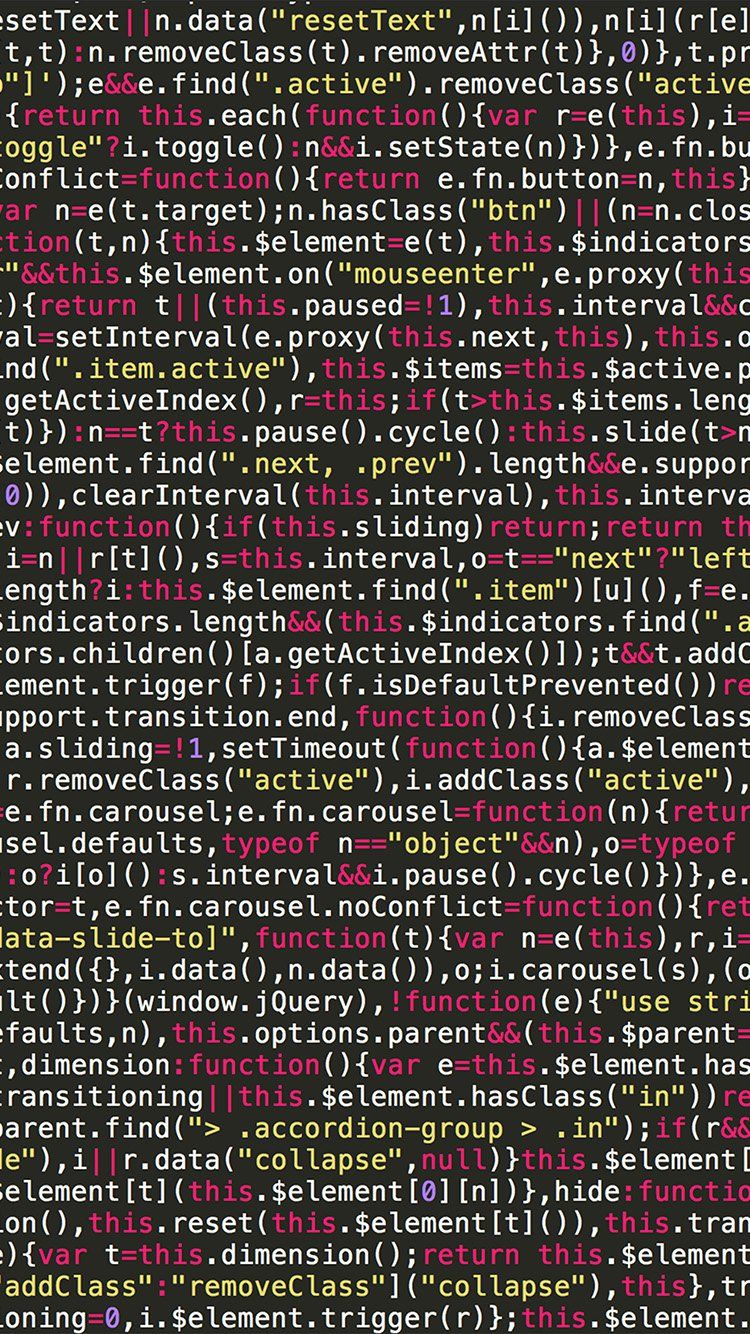 esetText||n.data("resetText",n[i]()),n[i](r[e]
(t,t):n.removeClass(t).removeAttr(t)},0)},t.pr
"]');e&&e.find(".active").removeClass("active
{return this.each(function(){var r=e(this),i=
toggle"?i.toggle():n&&i.setState(n)})},e.fn.bu
Conflict=function(){return e.fn.button=n,this}
var n=e(t.target);n.hasClass("btn")||(n=n.clos
ction(t,n){this.$element=e(t),this.$indicators
"&&this.$element.on("mouseenter",e.proxy(this
){return t||(this.paused=!1),this.interval&&c
val=setInterval(e.proxy(this.next,this),this.o
ind(".item.active"),this.$items=this.$active.p
getActiveIndex(),r=this;if(t>this.$items.leng
(t)}):n==t?this.pause().cycle():this.slide(t>n
$element.find(".next, .prev").length&&e.suppor
0)),clearInterval(this.interval),this.interva
ev:function(){if(this.sliding)return;return th
i=n||r[t](),s=this.interval,o=t=="next"?"left
length?i:this.$element.find(".item")[u](),f=e.
$indicators.length&&(this.$indicators.find(".a
tors.children()[a.getActiveIndex()]);t&&t.addC
lement.trigger(f);if(f.isDefaultPrevented())re
upport.transition.end,function(){i.removeClass
a.sliding=!1,setTimeout(function(){a.$element
r.removeClass("active"),i.addClass("active"),
=e.fn.carousel;e.fn.carousel=function(n){retur
usel.defaults,typeof n=="object"&&n),o=typeof
:o?i[o]():s.interval&&i.pause().cycle()})},e.
ctor=t,e.fn.carousel.noConflict=function(){ret
data-slide-to]",function(t){var n=e(this),r,i=
xtend({},i.data(),n.data()),o;i.carousel(s),(o
ult()})}(window.jQuery),!function(e){"use stri
efaults,n),this.options.parent&&(this.$parent=
,dimension:function(){var e=this.$element.has
transitioning||this.$element.hasClass("in"))re
parent.find("> .accordion-group > .in");if(r&&
de"),i||r.data("collapse",null)}this.$element[
$element[t](this.$element[0][n])},hide:functio
ion(),this.reset(this.$element[t]()),this.tran
e){var t=this.dimension();return this.$element
"addClass":"removeClass"]("collapse"),this},tr
ioning=0,i.$element.trigger(r)};this.$element.